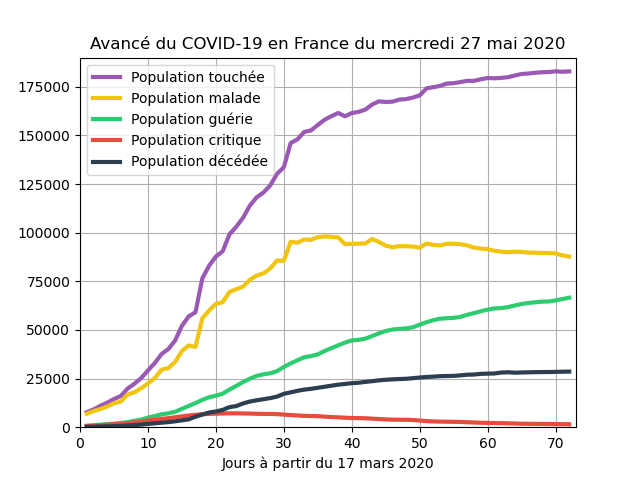 Avancé du COVID-19 en France du mercredi 27 mai 2020
Population touchée
Population malade
Population guérie
Population critique
Population décédée
175000
150000
125000
100000
75000
50000
25000
0
0 10 20 30 40 50 60 70
Jours à partir du 17 mars 2020